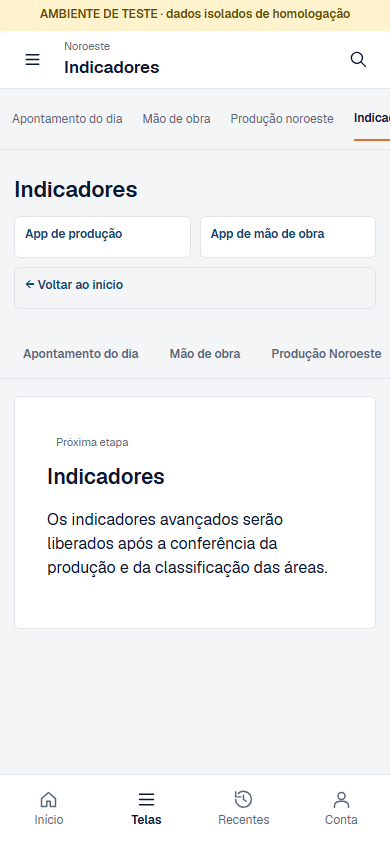 AMBIENTE DE TESTE · dados isolados de homologação
Noroeste
Indicadores
Apontamento do dia Mão de obra Produção noroeste
Indicadores
App de produção App de mão de obra
← Voltar ao início
Apontamento do dia Mão de obra Produção Noroeste
Próxima etapa
Indicadores
Os indicadores avançados serão
liberados após a conferência da
produção e da classificação das áreas.
Início Telas Recentes Conta